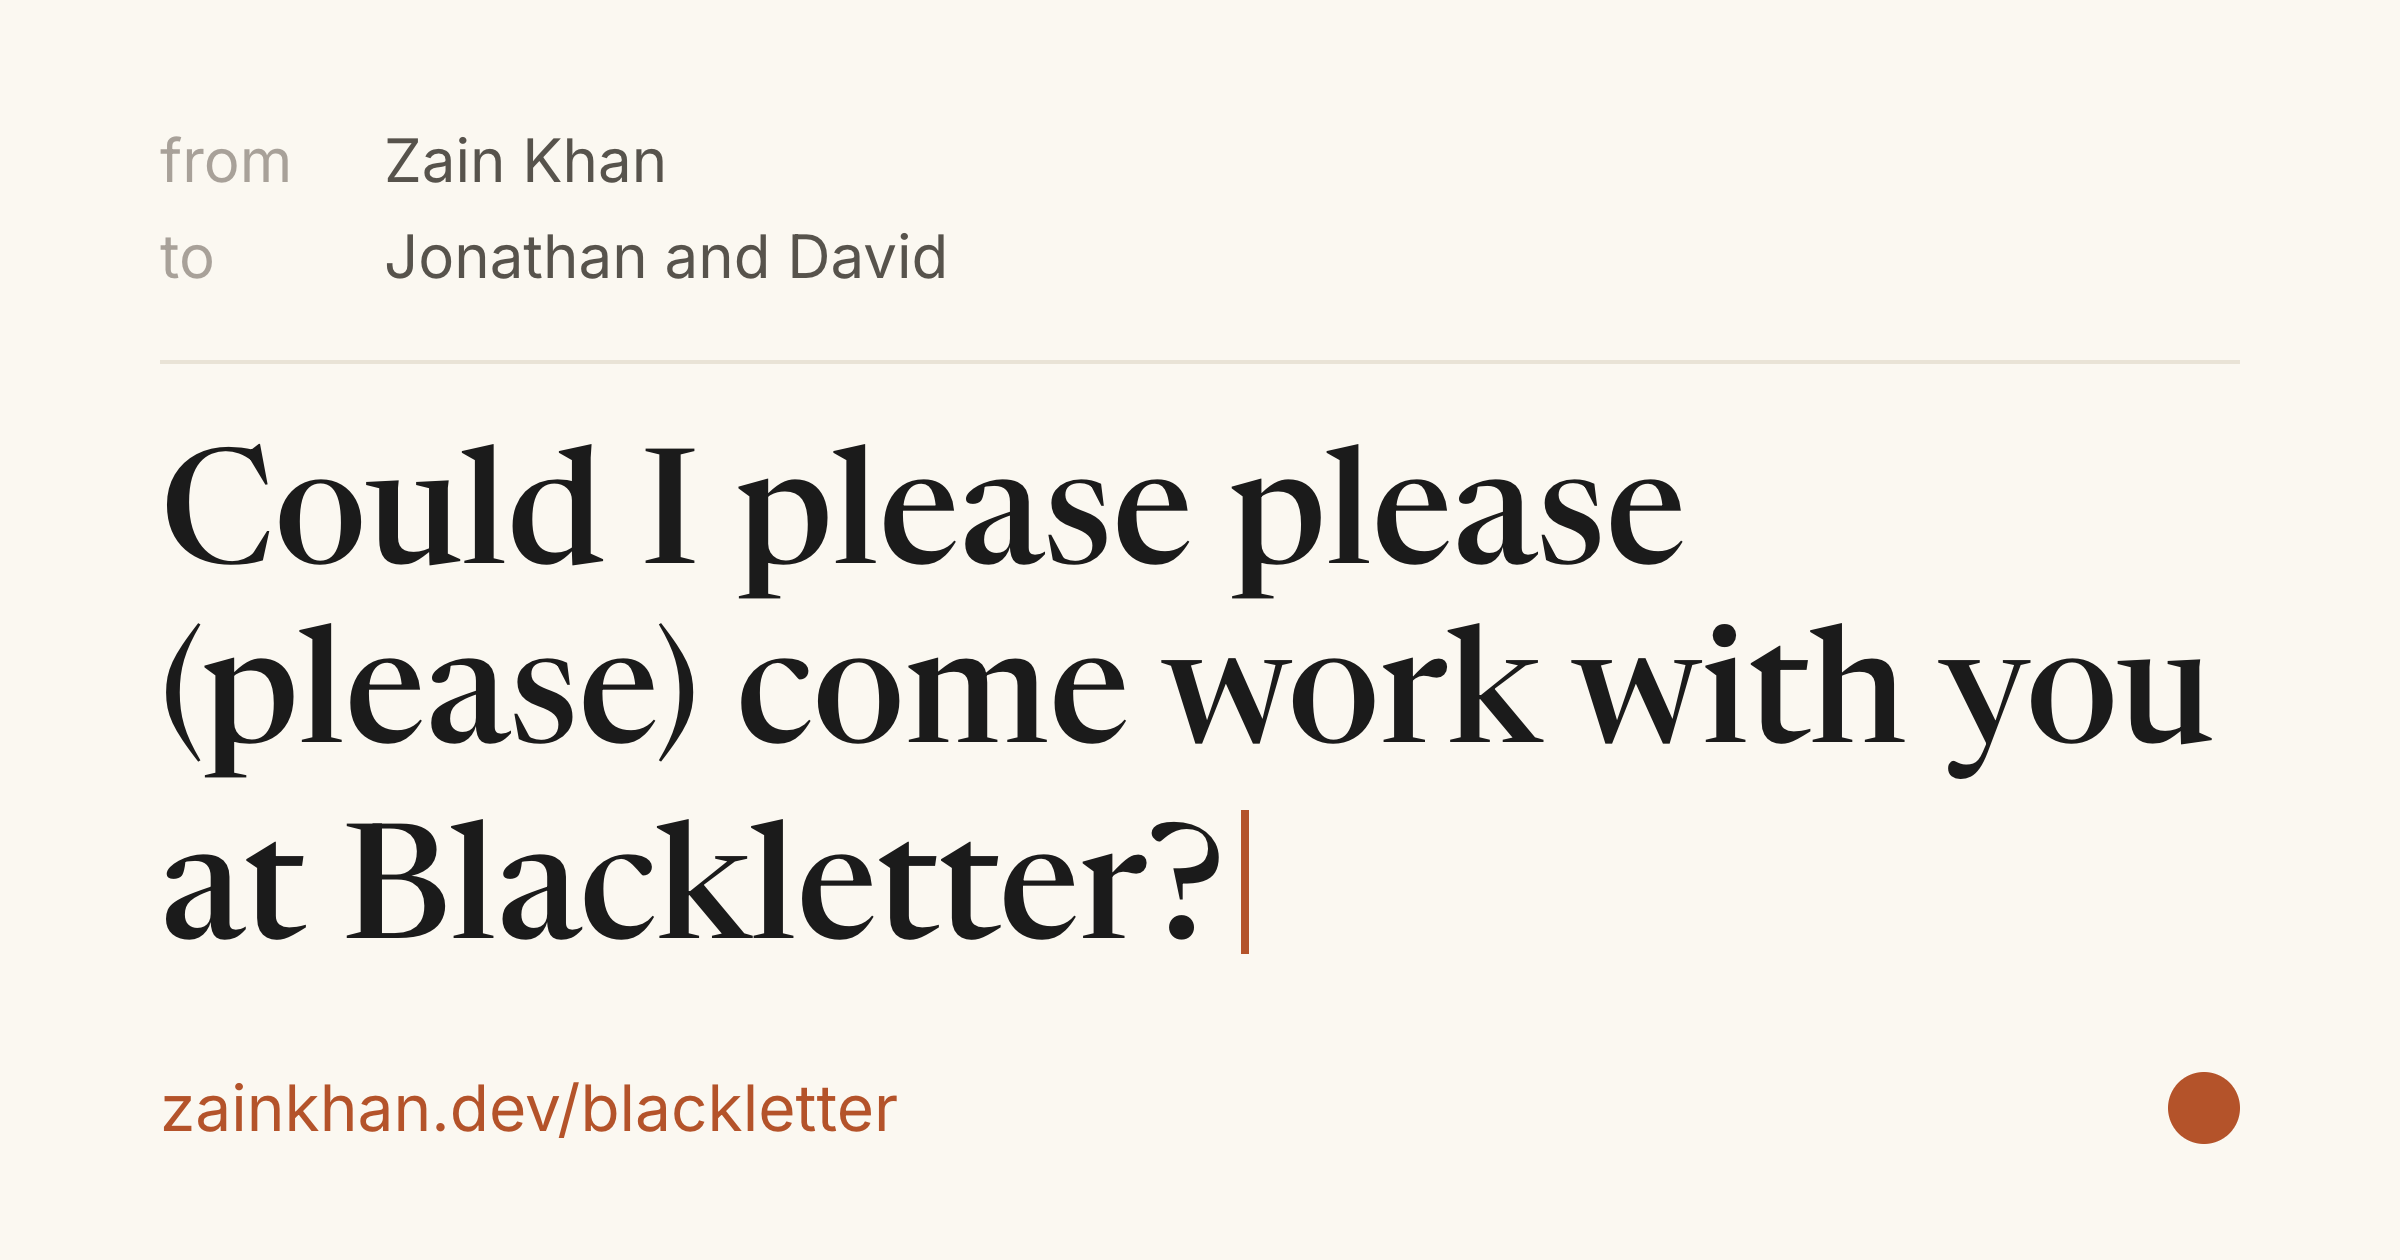 from Zain Khan
to Jonathan and David
Could I please please
(please) come work with you
at Blackletter?
zainkhan.dev/blackletter